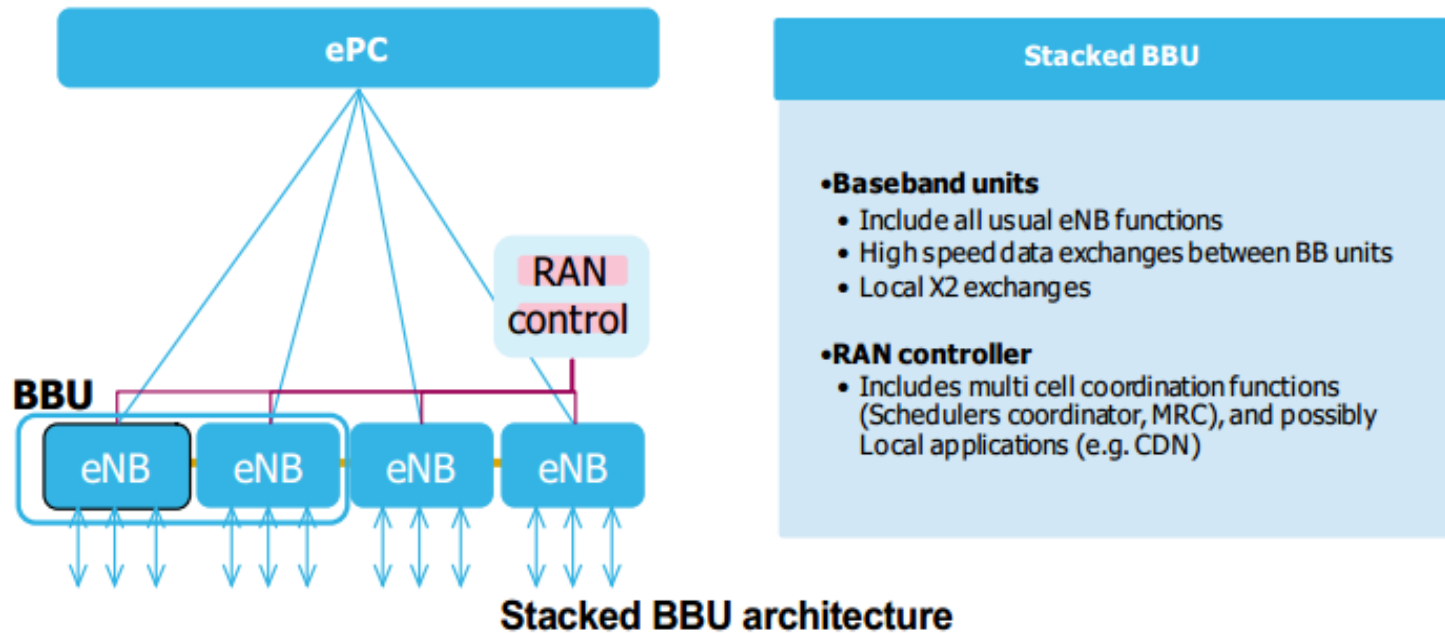 ePC
RAN
control
BBU
eNB
eNB
eNB
eNB
Stacked BBU
•Baseband units
• Include all usual eNB functions
• High speed data exchanges between BB units
• Local X2 exchanges
•RAN controller
• Includes multi cell coordination functions
(Schedulers coordinator, MRC), and possibly
Local applications (e.g. CDN)
Stacked BBU architecture